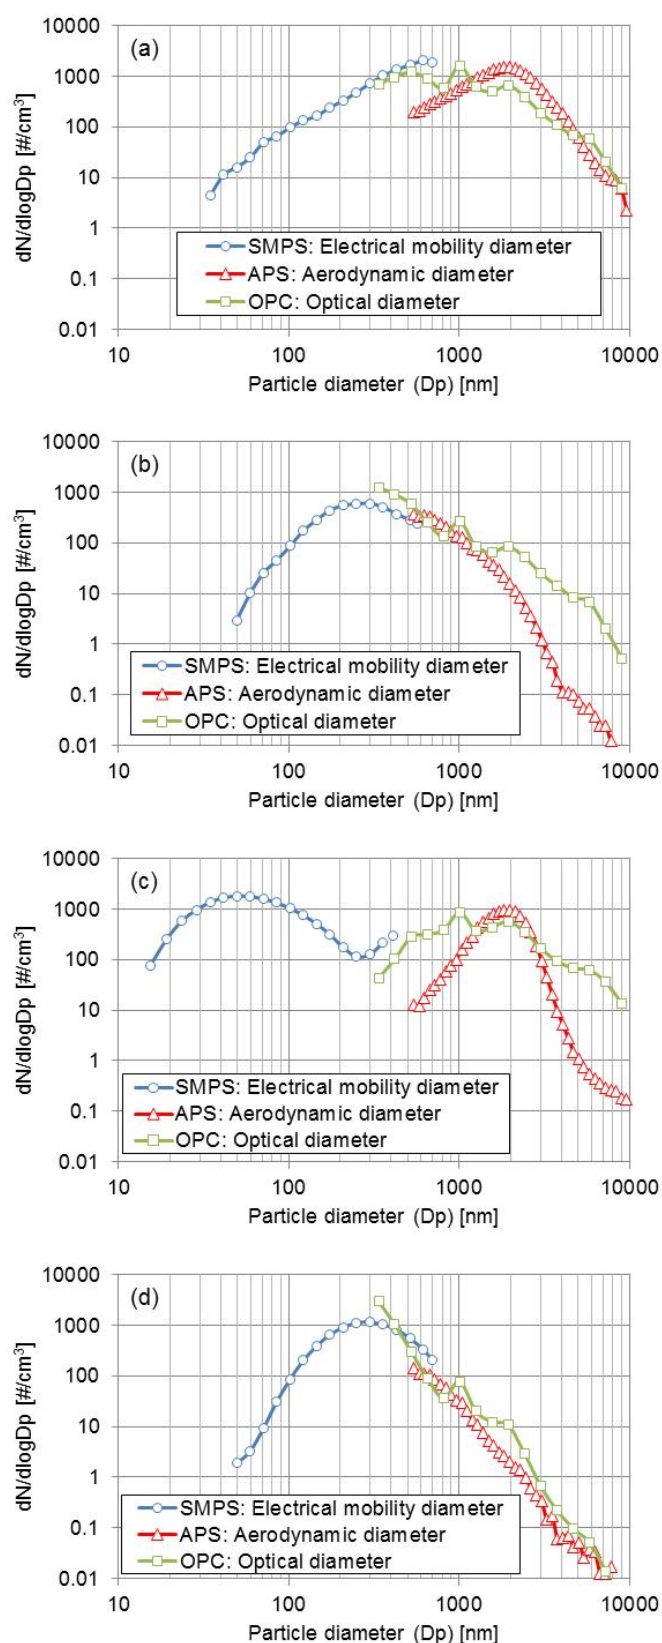 (a)
dN/dlogDp [#/cm³]
10000
1000
100
10
1
0.1
0.01
SMPS: Electrical mobility diameter
APS: Aerodynamic diameter
OPC: Optical diameter
10 100 1000 10000
Particle diameter (Dp) [nm]
(b)
dN/dlogDp [#/cm³]
10000
1000
100
10
1
0.1
0.01
SMPS: Electrical mobility diameter
APS: Aerodynamic diameter
OPC: Optical diameter
10 100 1000 10000
Particle diameter (Dp) [nm]
(c)
dN/dlogDp [#/cm³]
10000
1000
100
10
1
0.1
0.01
SMPS: Electrical mobility diameter
APS: Aerodynamic diameter
OPC: Optical diameter
10 100 1000 10000
Particle diameter (Dp) [nm]
(d)
dN/dlogDp [#/cm³]
10000
1000
100
10
1
0.1
0.01
SMPS: Electrical mobility diameter
APS: Aerodynamic diameter
OPC: Optical diameter
10 100 1000 10000
Particle diameter (Dp) [nm]